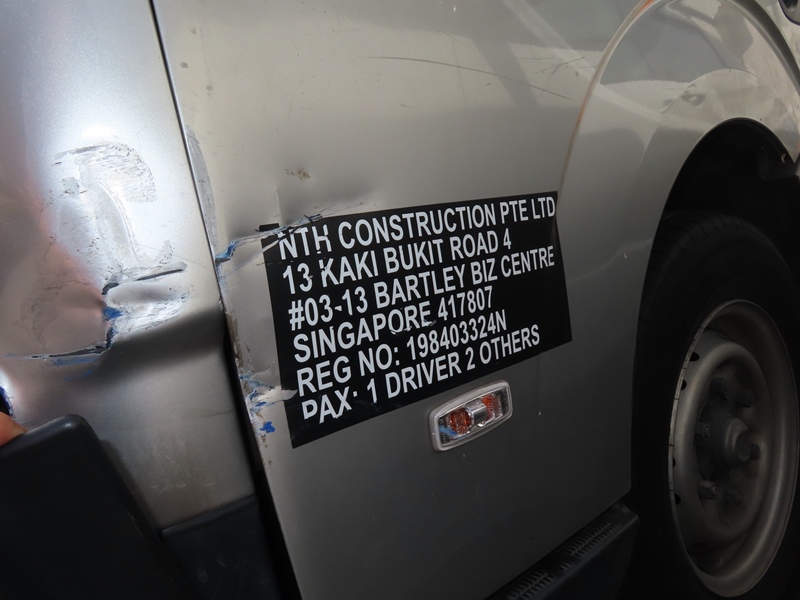 NTH CONSTRUCTION PTE LTD
13 KAKI BUKIT ROAD 4
#03-13 BARTLEY BIZ CENTRE
SINGAPORE 417807
REG NO: 198403324N
PAX: 1 DRIVER 2 OTHERS